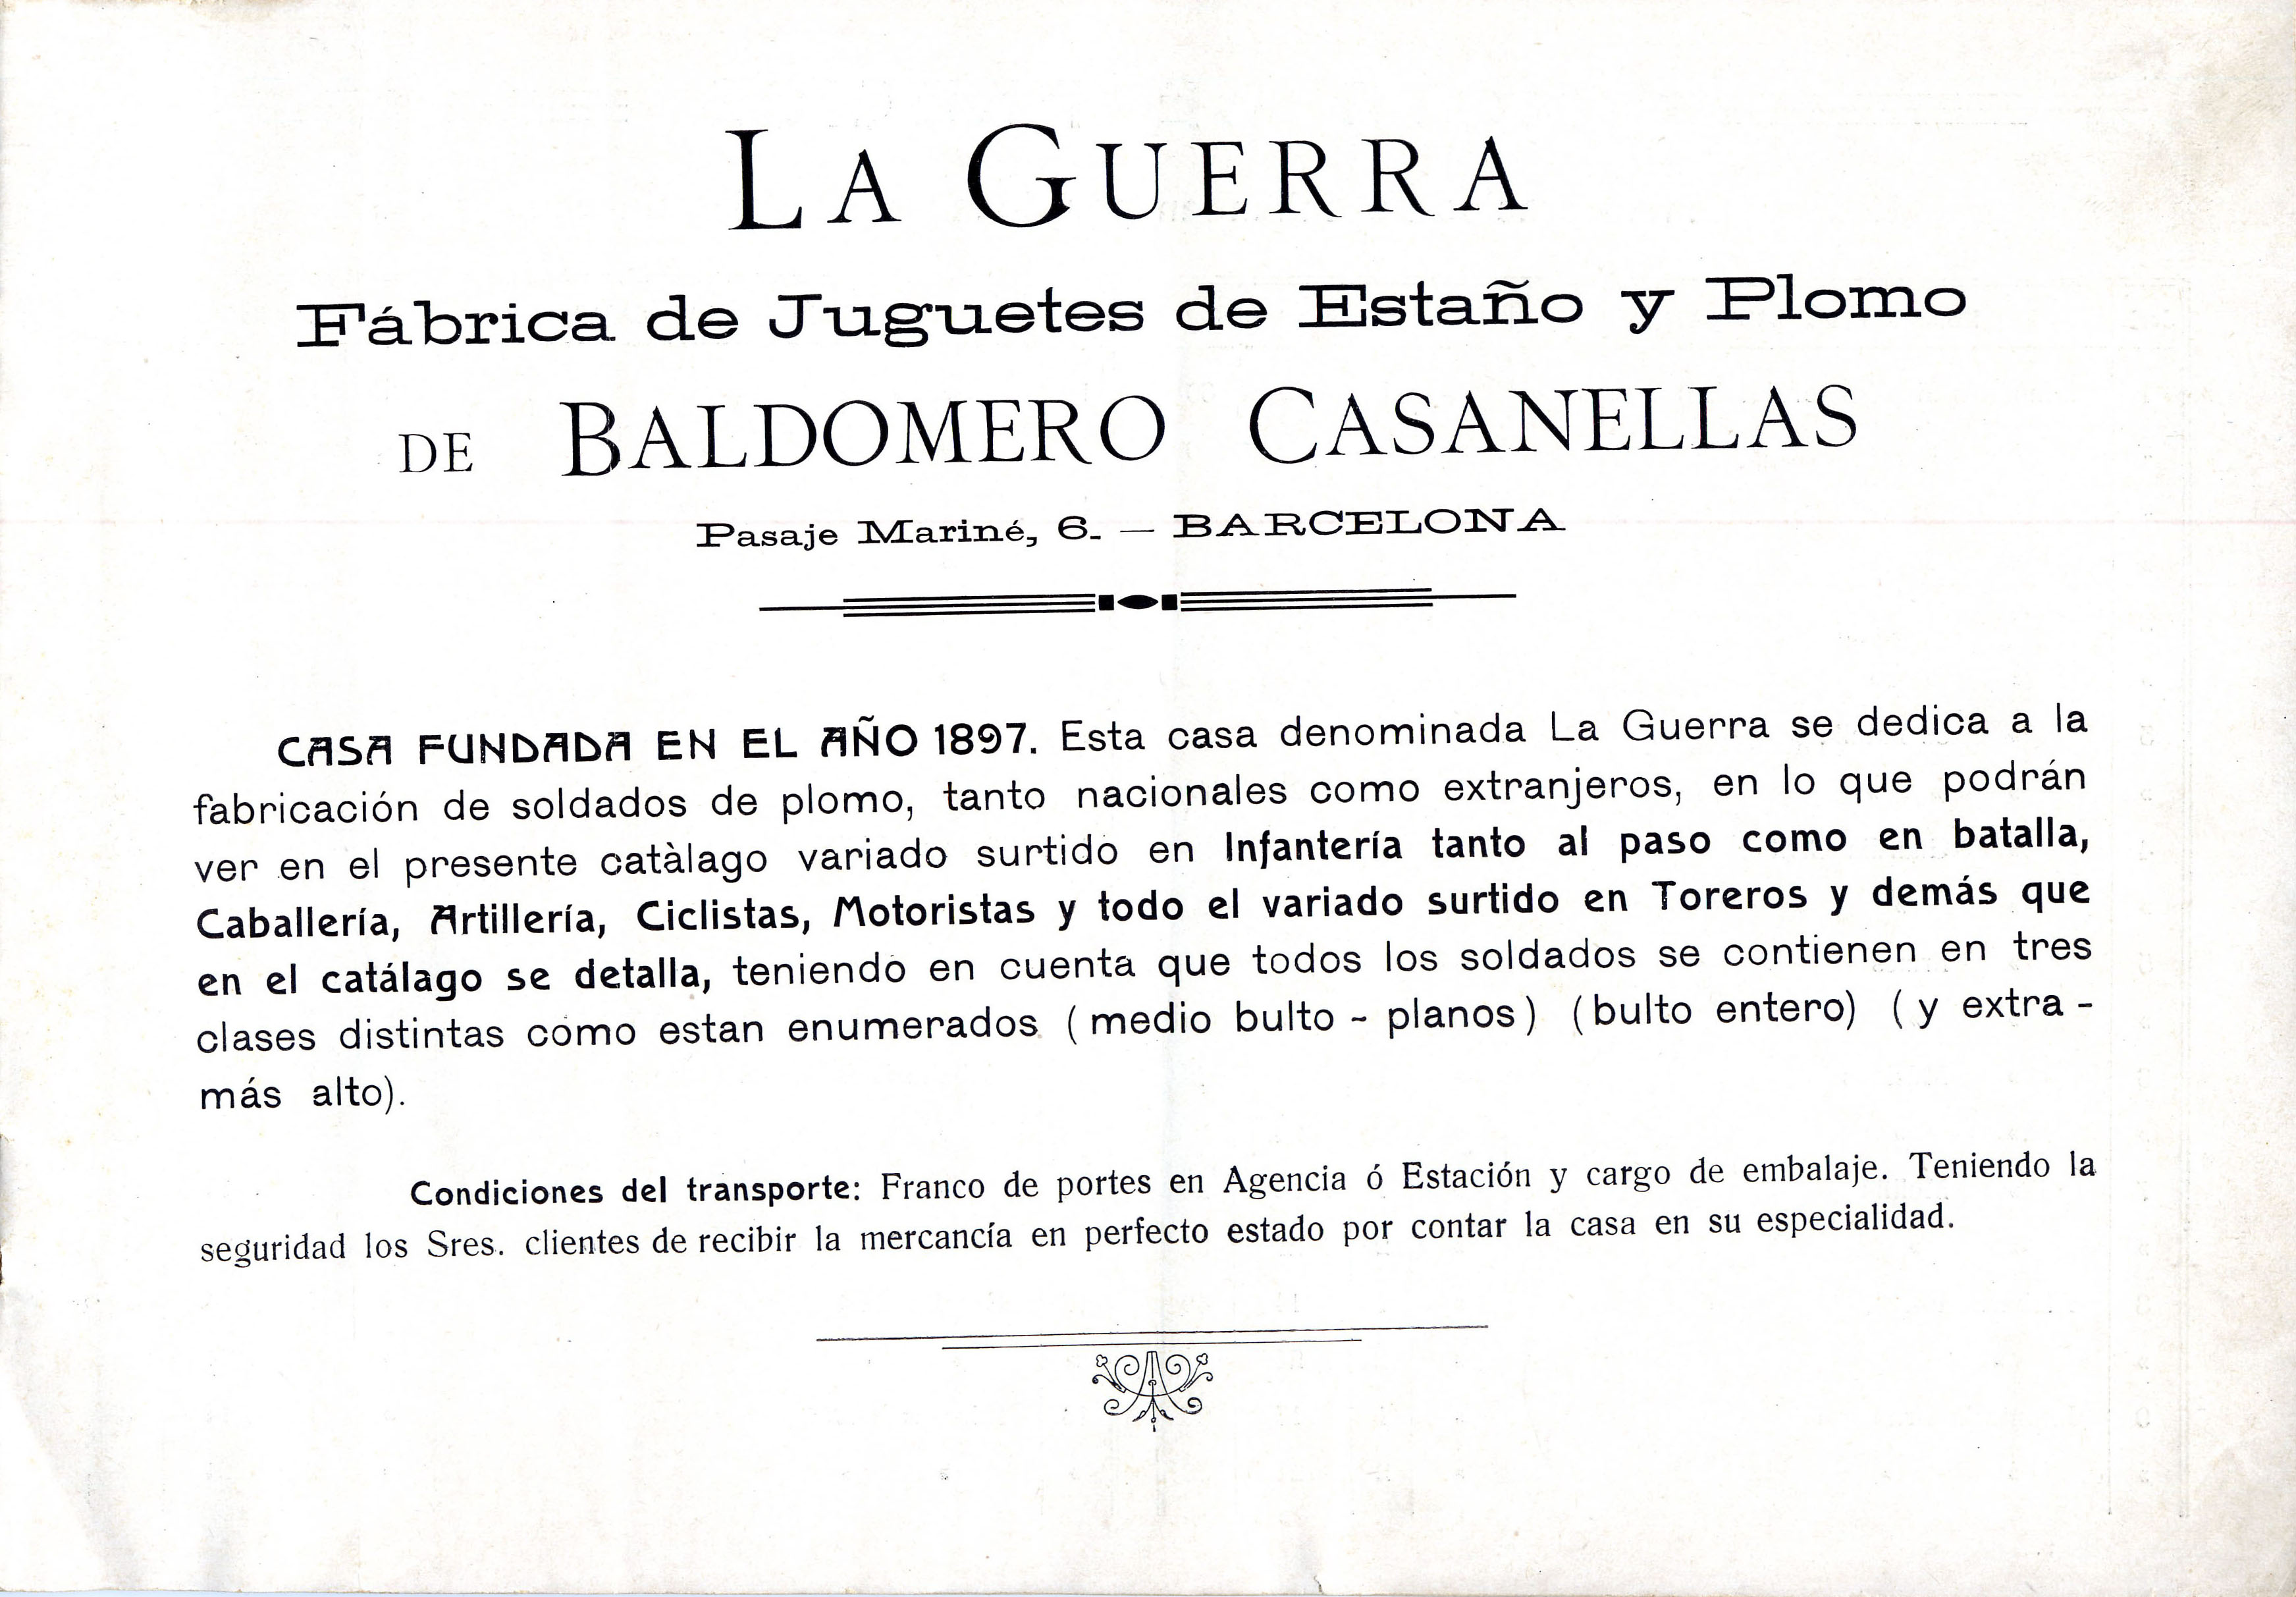 LA GUERRA
Fábrica de Juguetes de Estaño y Plomo
DE BALDOMERO CASANELLAS
Pasaje Mariné, 6. — BARCELONA
CASA FUNDADA EN EL AÑO 1897. Esta casa denominada La Guerra se dedica a la
fabricación de soldados de plomo, tanto nacionales como extranjeros, en lo que podrán
ver en el presente catàlago variado surtido en Infantería tanto al paso como en batalla,
Caballería, Artillería, Ciclistas, Motoristas y todo el variado surtido en Toreros y demás que
en el catálago se detalla, teniendo en cuenta que todos los soldados se contienen en tres
clases distintas como estan enumerados ( medio bulto - planos ) ( bulto entero) ( y extra -
más alto).
Condiciones del transporte: Franco de portes en Agencia ó Estación y cargo de embalaje. Teniendo la
seguridad los Sres. clientes de recibir la mercancía en perfecto estado por contar la casa en su especialidad.